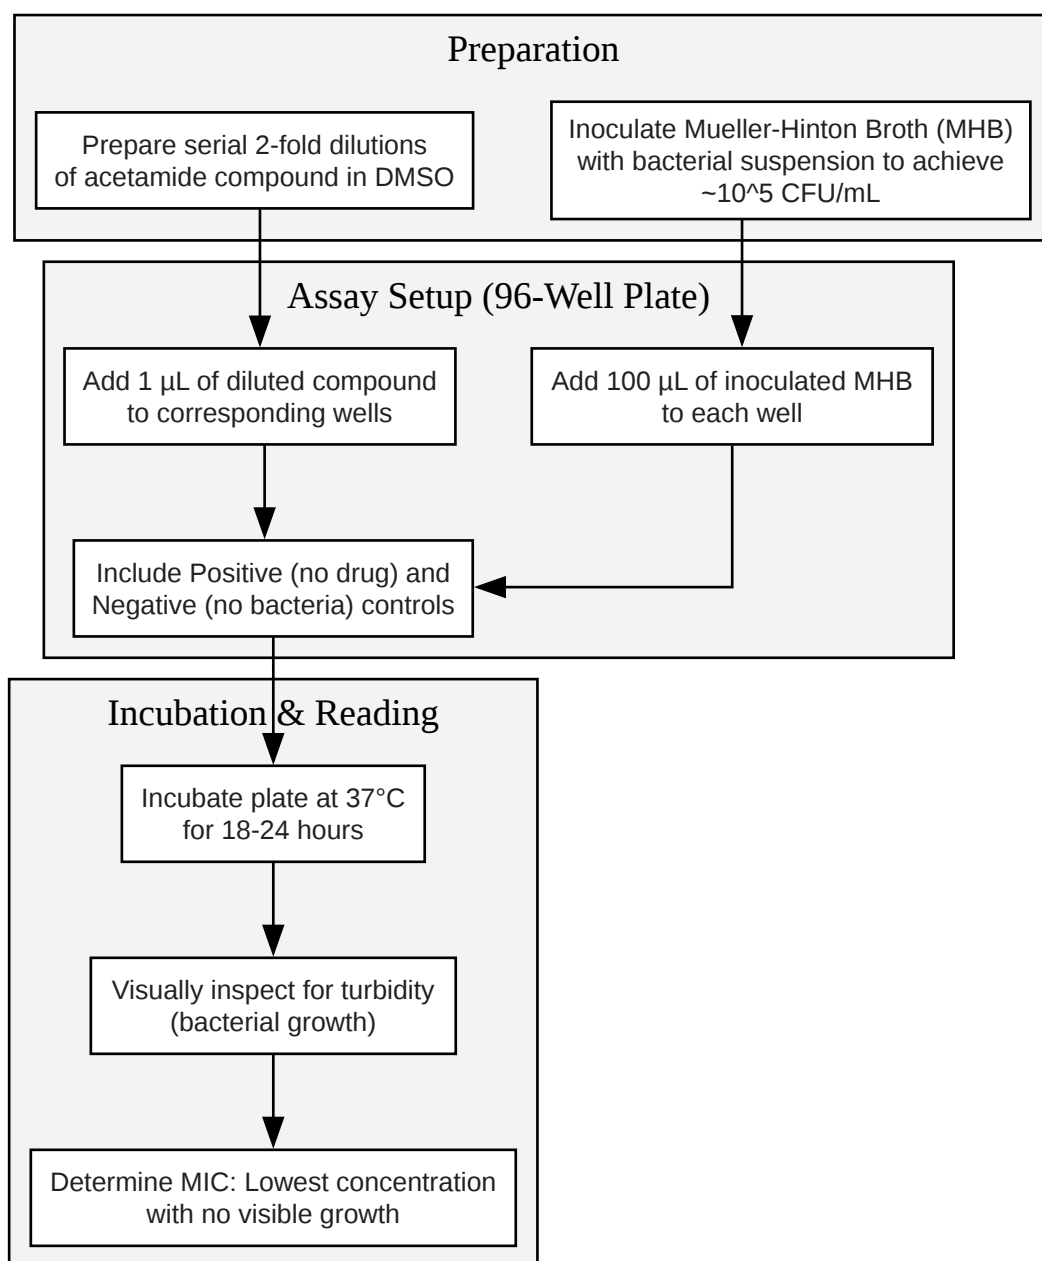 Preparation
Prepare serial 2-fold dilutions
of acetamide compound in DMSO
Inoculate Mueller-Hinton Broth (MHB)
with bacterial suspension to achieve
~10^5 CFU/mL
Assay Setup (96-Well Plate)
Add 1 µL of diluted compound
to corresponding wells
Add 100 µL of inoculated MHB
to each well
Include Positive (no drug) and
Negative (no bacteria) controls
Incubation & Reading
Incubate plate at 37°C
for 18-24 hours
Visually inspect for turbidity
(bacterial growth)
Determine MIC: Lowest concentration
with no visible growth